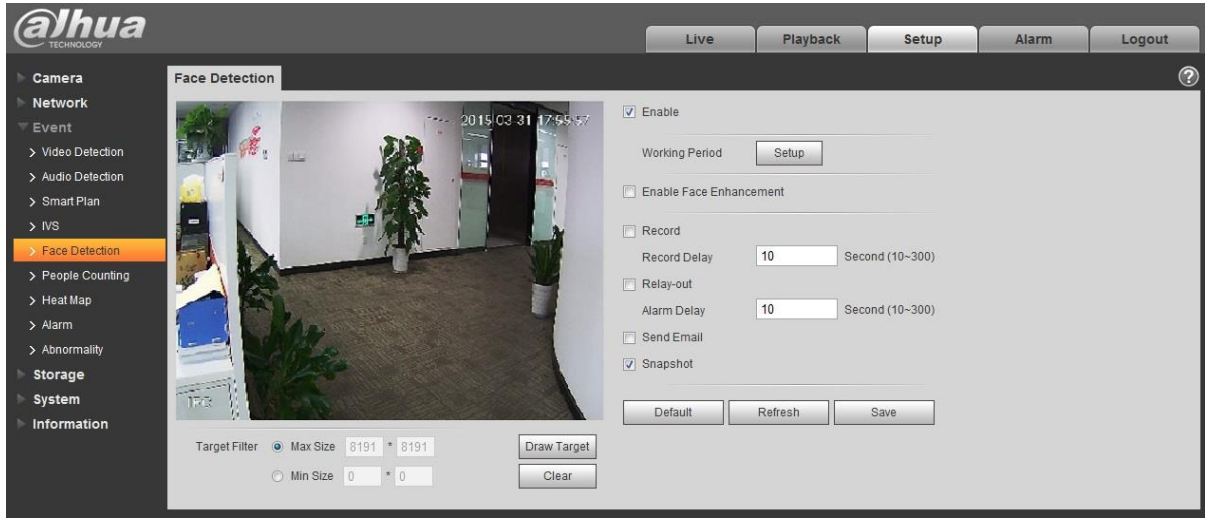 alhua
TECHNOLOGY
Live
Playback
Setup
Alarm
Logout
Camera
Network
Event
> Video Detection
> Audio Detection
> Smart Plan
> IVS
> Face Detection
> People Counting
> Heat Map
> Alarm
> Abnormality
Storage
System
Information
Face Detection
?
2015-03-31 17:55:57
IPC
Target Filter
Max Size 8191 * 8191
Draw Target
Min Size 0 * 0
Clear
Enable
Working Period Setup
Enable Face Enhancement
Record
Record Delay 10 Second (10~300)
Relay-out
Alarm Delay 10 Second (10~300)
Send Email
Snapshot
Default Refresh Save